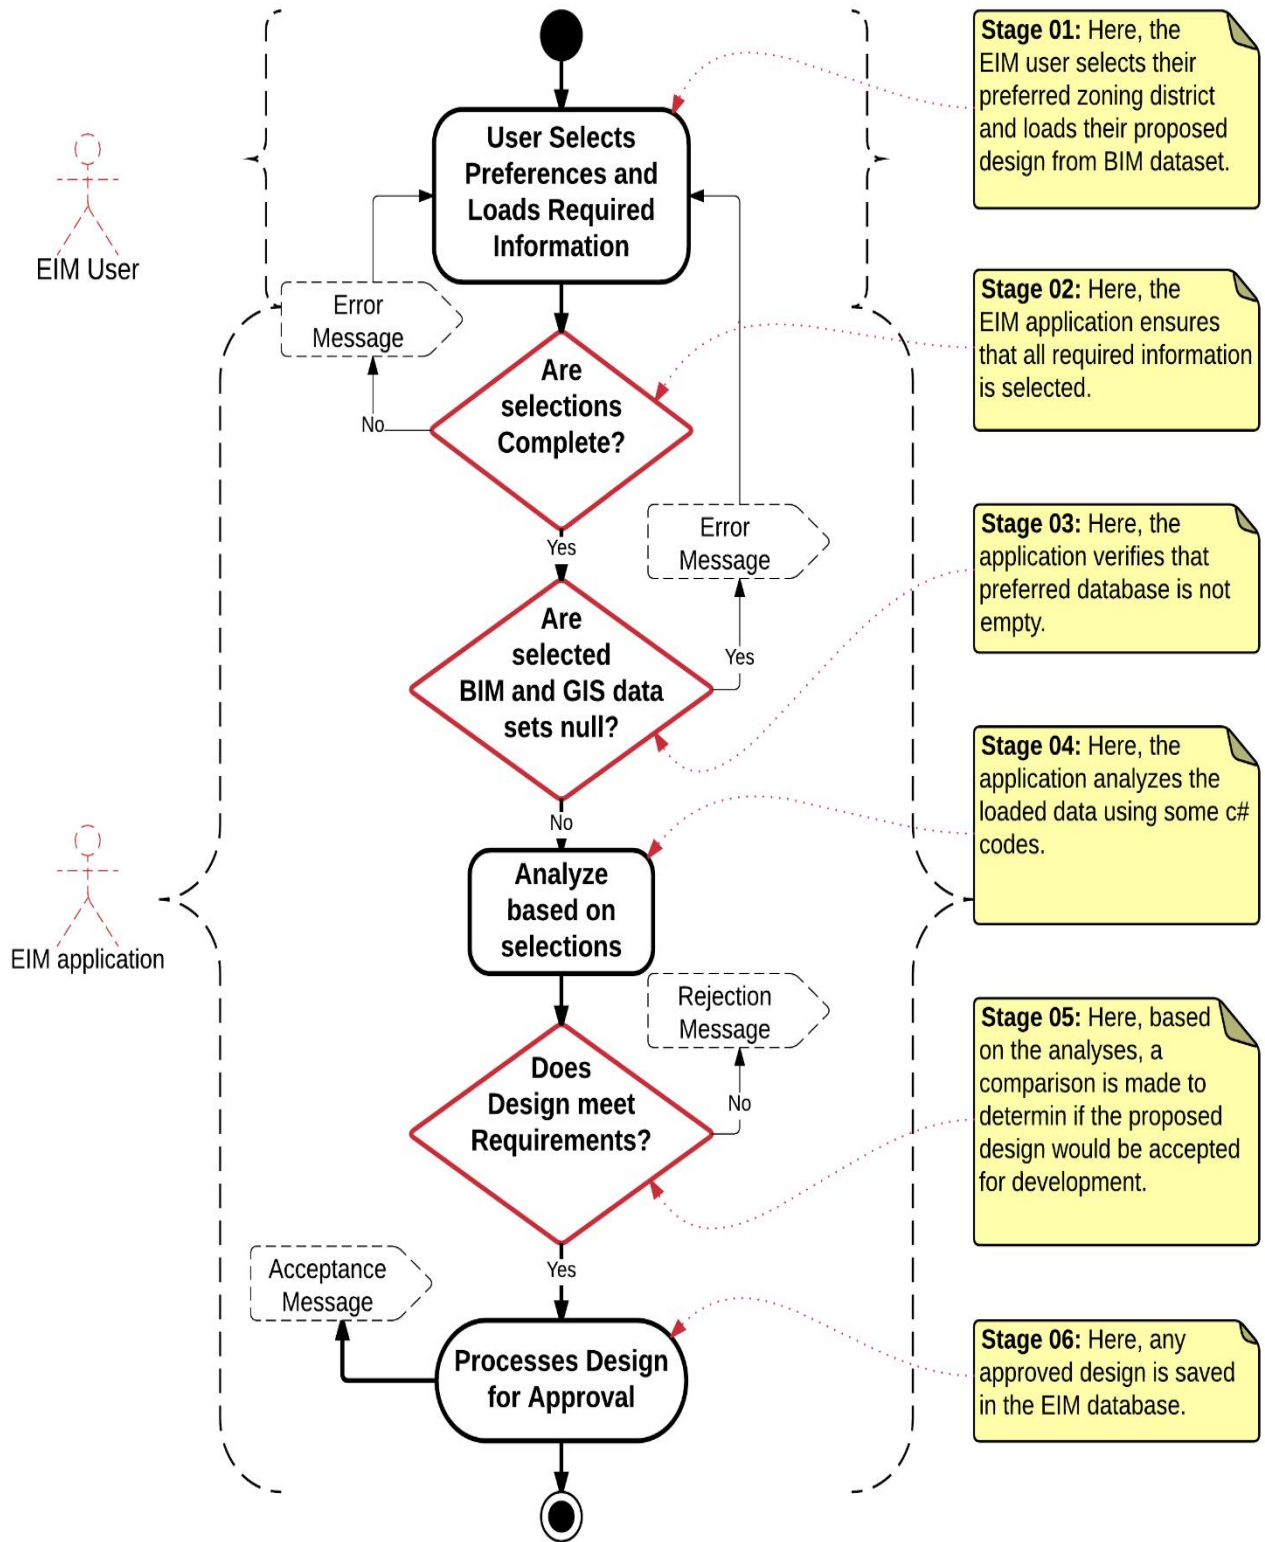 User Selects
Preferences and
Loads Required
Information
Stage 01: Here, the
EIM user selects their
preferred zoning district
and loads their proposed
design from BIM dataset.
EIM User
Error
Message
Are
selections
Complete?
No
Stage 02: Here, the
EIM application ensures
that all required information
is selected.
Yes
Error
Message
Stage 03: Here, the
application verifies that
preferred database is not
empty.
Are
selected
BIM and GIS data
sets null?
Yes
No
Stage 04: Here, the
application analyzes the
loaded data using some c#
codes.
Analyze
based on
selections
EIM application
Rejection
Message
Does
Design meet
Requirements?
No
Stage 05: Here, based
on the analyses, a
comparison is made to
determin if the proposed
design would be accepted
for development.
Yes
Acceptance
Message
Processes Design
for Approval
Stage 06: Here, any
approved design is saved
in the EIM database.